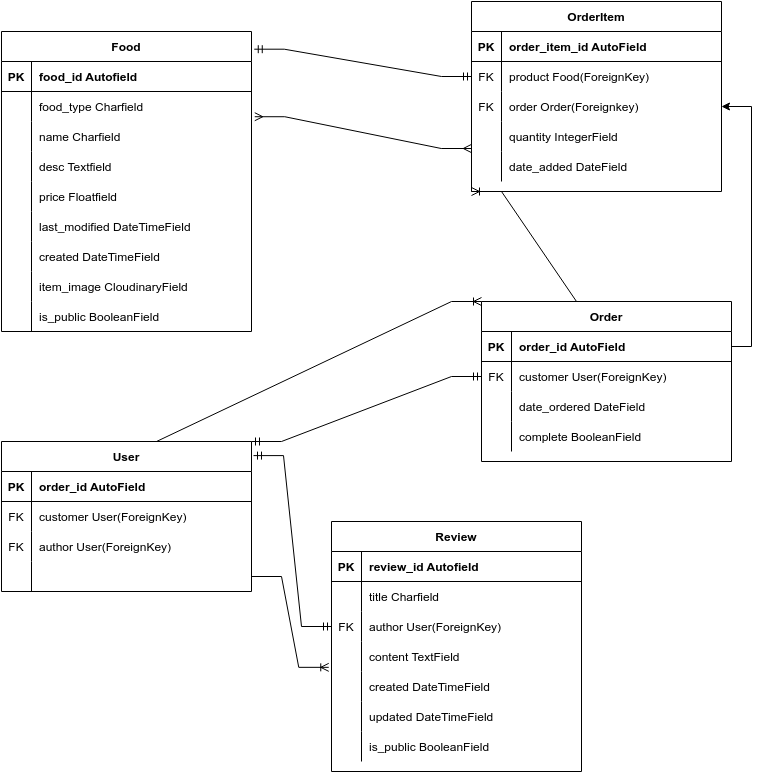 Food
PK food_id Autofield
food_type Charfield
name Charfield
desc Textfield
price Floatfield
last_modified DateTimeField
created DateTimeField
item_image CloudinaryField
is_public BooleanField
OrderItem
PK order_item_id AutoField
FK product Food(ForeignKey)
FK order Order(Foreignkey)
quantity IntegerField
date_added DateField
Order
PK order_id AutoField
FK customer User(ForeignKey)
date_ordered DateField
complete BooleanField
User
PK order_id AutoField
FK customer User(ForeignKey)
FK author User(ForeignKey)
Review
PK review_id Autofield
title Charfield
FK author User(ForeignKey)
content TextField
created DateTimeField
updated DateTimeField
is_public BooleanField